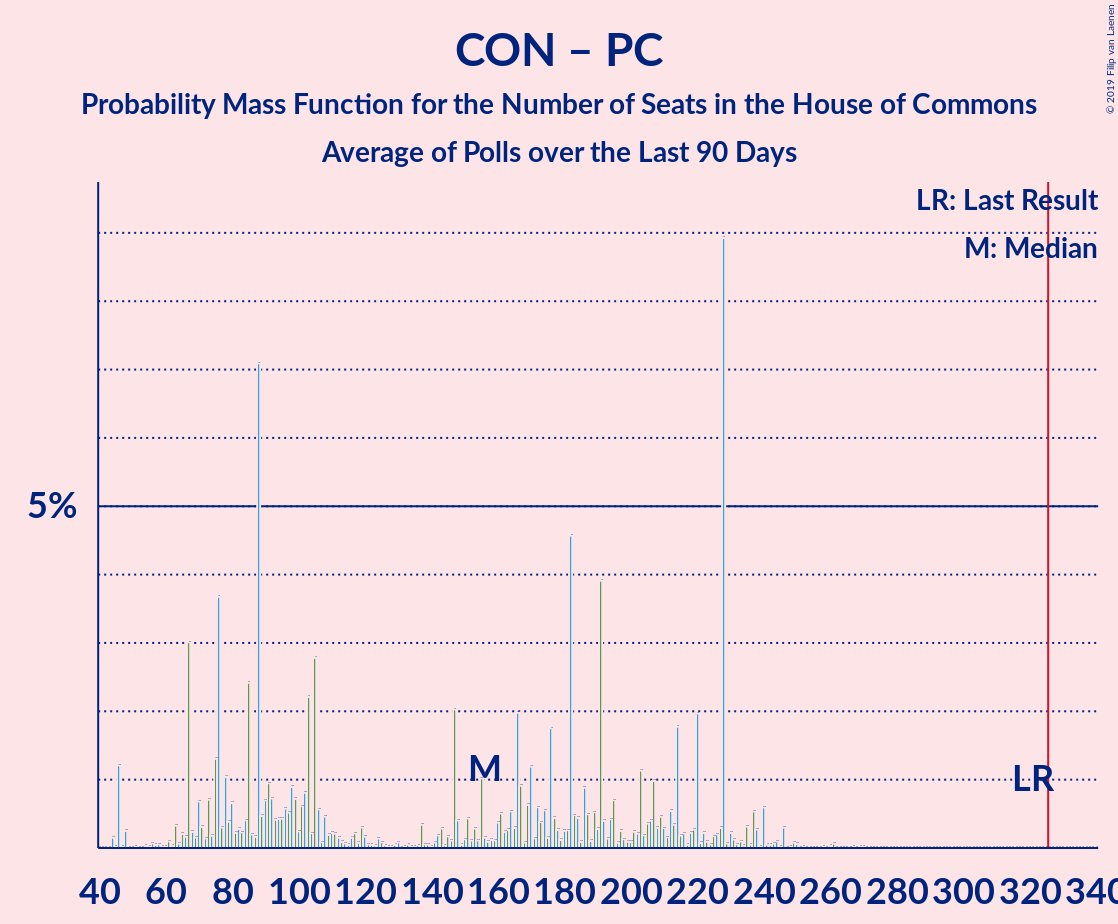 CON – PC
Probability Mass Function for the Number of Seats in the House of Commons
Average of Polls over the Last 90 Days
© 2019 Filip van Laenen
LR: Last Result
M: Median
5%
M
LR
40 60 80 100 120 140 160 180 200 220 240 260 280 300 320 340